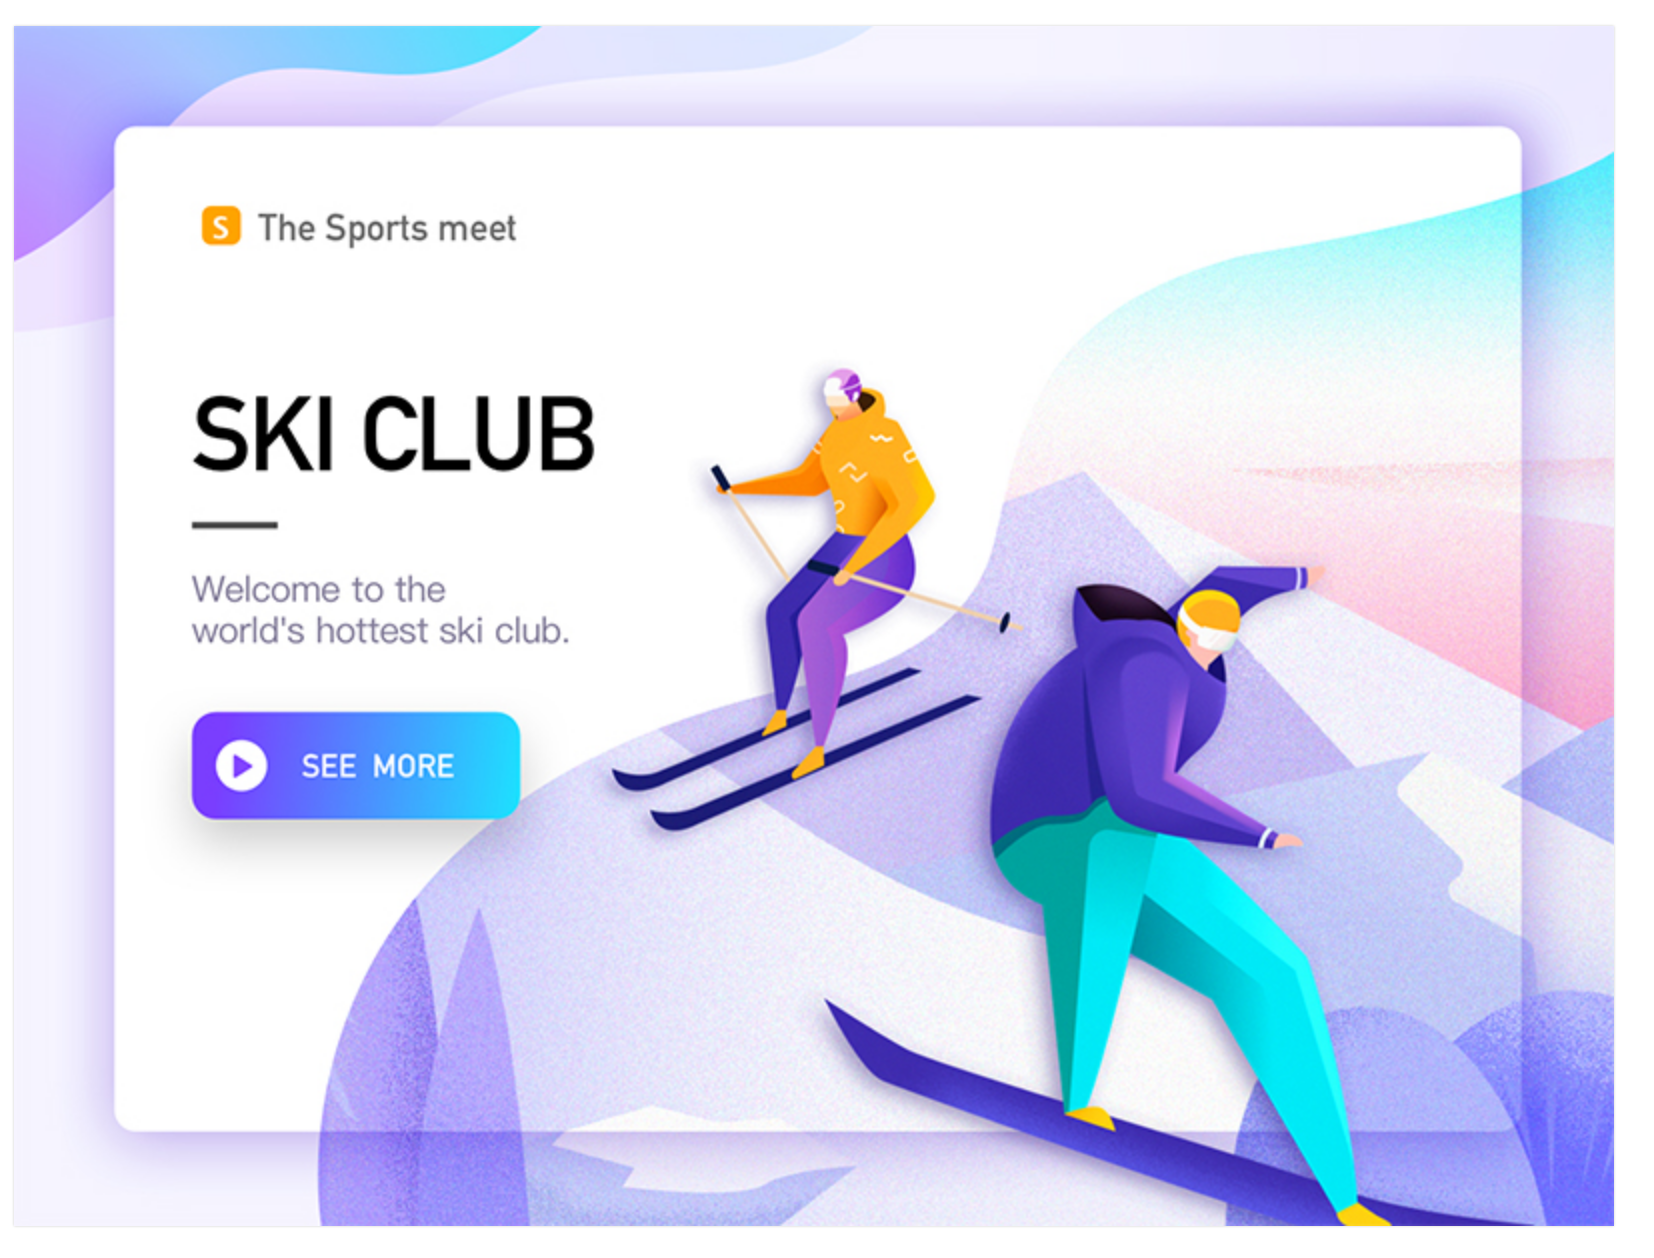 S The Sports meet
SKI CLUB
Welcome to the
world's hottest ski club.
SEE MORE